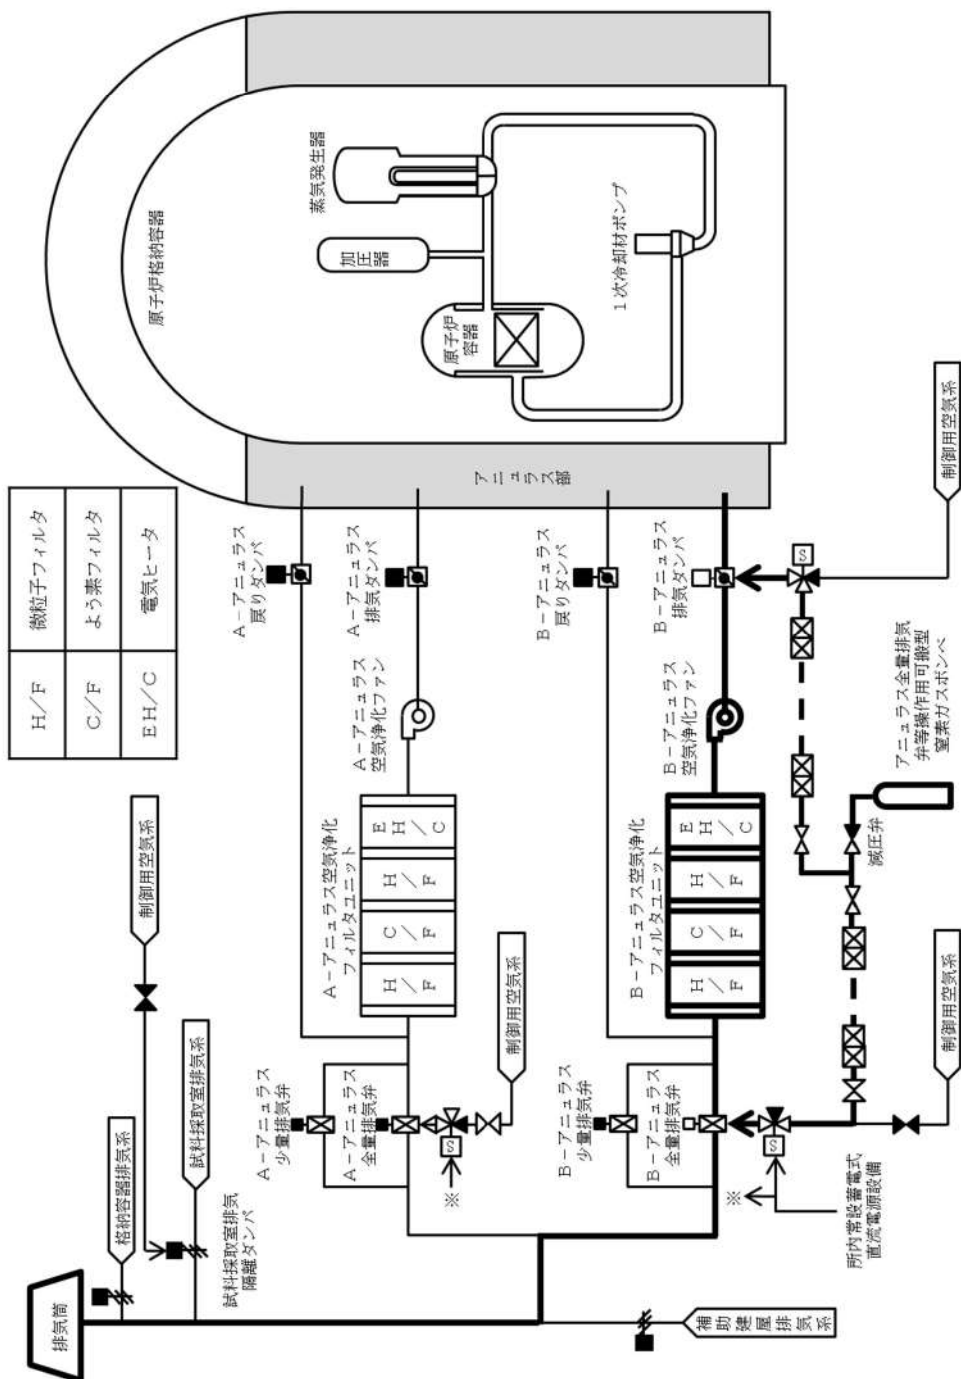 H/F 微粒子フィルタ
C/F よう素フィルタ
EH/C 電気ヒータ
原子炉格納容器
蒸気発生器
加圧器
原子炉
容器
1次冷却材ポンプ
アニュラス部
排気筒
格納容器排気系
試料採取室排気系
制御用空気系
試料採取室排気
隔離ダンパ
A-アニュラス
戻りダンパ
A-アニュラス
排気ダンパ
A-アニュラス
空気浄化ファン
A-アニュラス空気浄化
フィルタユニット
H/F
C/F
H/F
EH/C
A-アニュラス
少量排気弁
A-アニュラス
全量排気弁
S
※
制御用空気系
B-アニュラス
戻りダンパ
B-アニュラス
排気ダンパ
B-アニュラス
空気浄化ファン
B-アニュラス空気浄化
フィルタユニット
H/F
C/F
H/F
EH/C
B-アニュラス
少量排気弁
B-アニュラス
全量排気弁
S
※
所内常設蓄電式
直流電源設備
補助建屋排気系
制御用空気系
減圧弁
アニュラス全量排気
弁等操作用可搬型
窒素ガスボンベ
S
制御用空気系